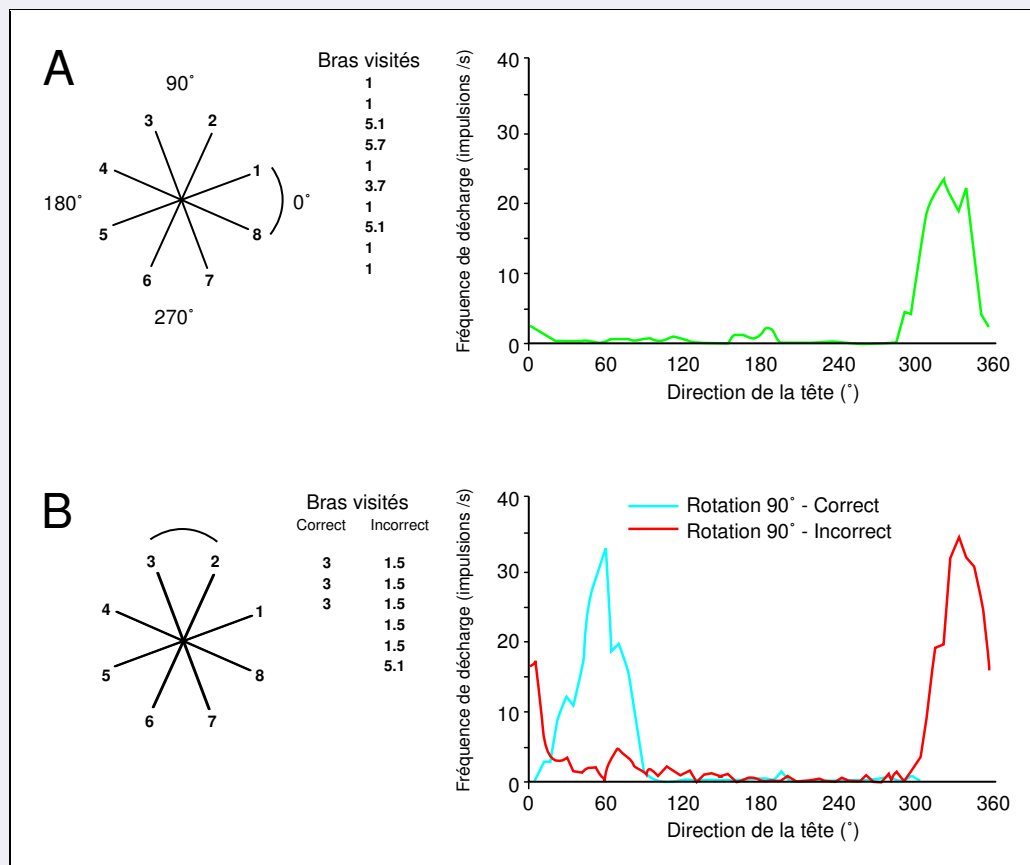 A
90°
3 2
4 1
180° 0°
5 8
6 7
270°
Bras visités
1
1
5.1
5.7
1
3.7
1
5.1
1
1
Fréquence de décharge (impulsions /s)
40
30
20
10
0
0 60 120 180 240 300 360
Direction de la tête (°)
B
3 2
4 1
5 8
6 7
Bras visités
Correct Incorrect
3 1.5
3 1.5
3 1.5
1.5
1.5
5.1
Fréquence de décharge (impulsions /s)
40
30
20
10
0
Rotation 90° - Correct
Rotation 90° - Incorrect
0 60 120 180 240 300 360
Direction de la tête (°)